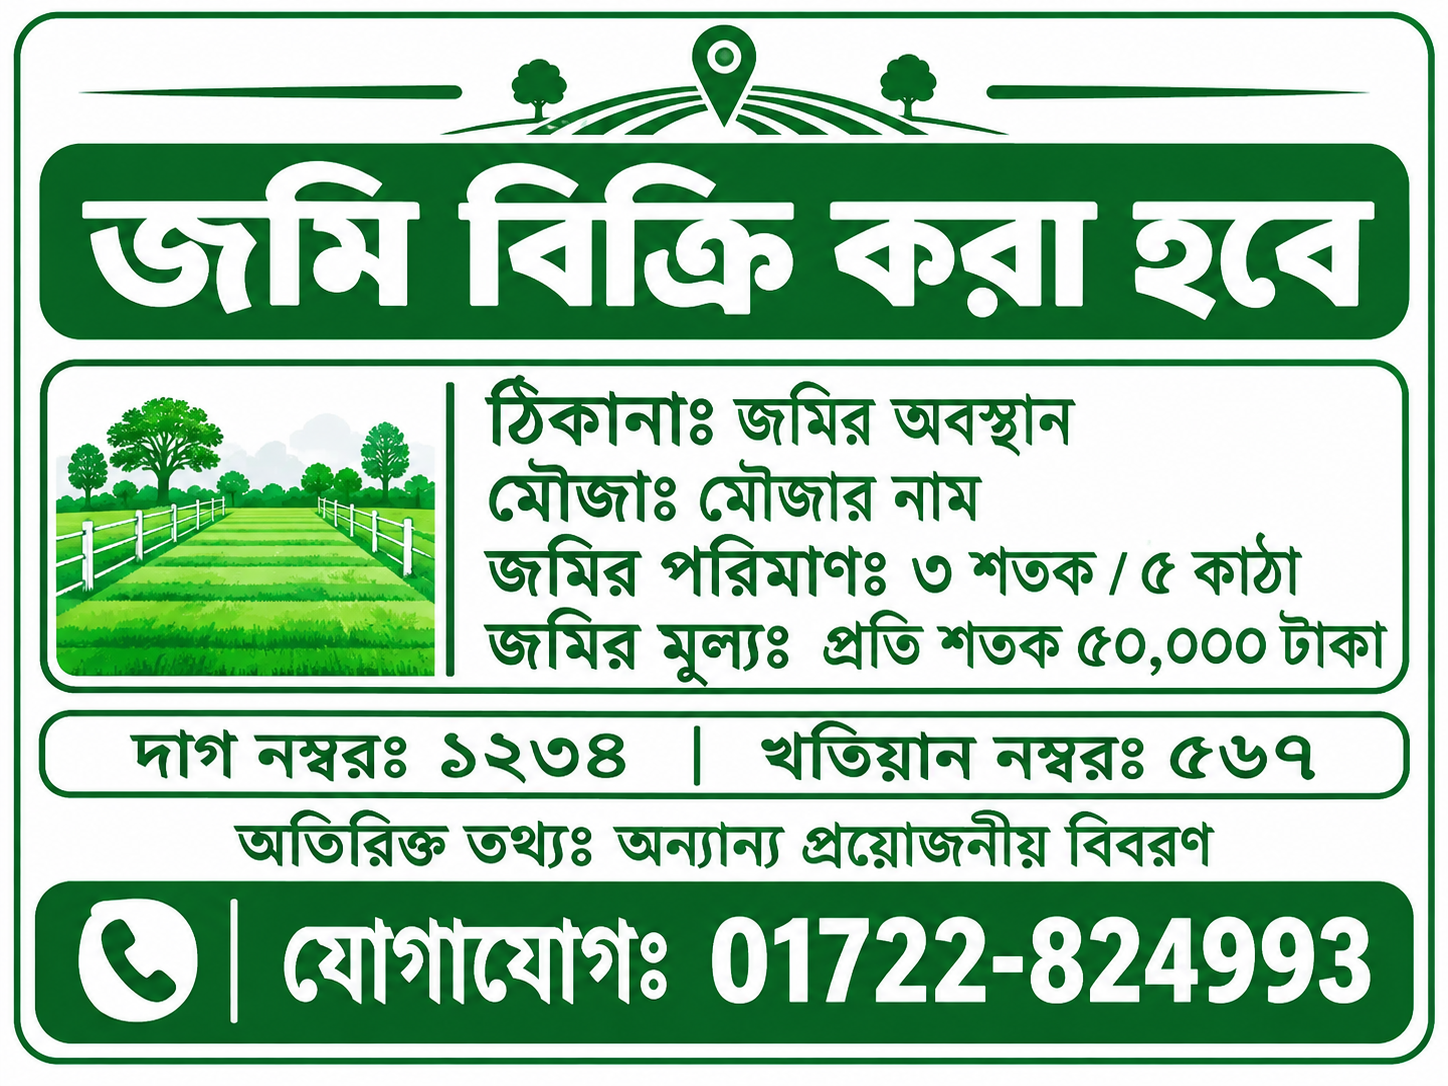 জমি বিক্রি করা হবে
ঠিকানাঃ জমির অবস্থান
মৌজাঃ মৌজার নাম
জমির পরিমাণঃ ৩ শতক / ৫ কাঠা
জমির মুল্যঃ প্রতি শতক ৫০,০০০ টাকা
দাগ নম্বরঃ ১২৩৪ | খতিয়ান নম্বরঃ ৫৬৭
অতিরিক্ত তথ্যঃ অন্যান্য প্রয়োজনীয় বিবরণ
যোগাযোগঃ 01722-824993